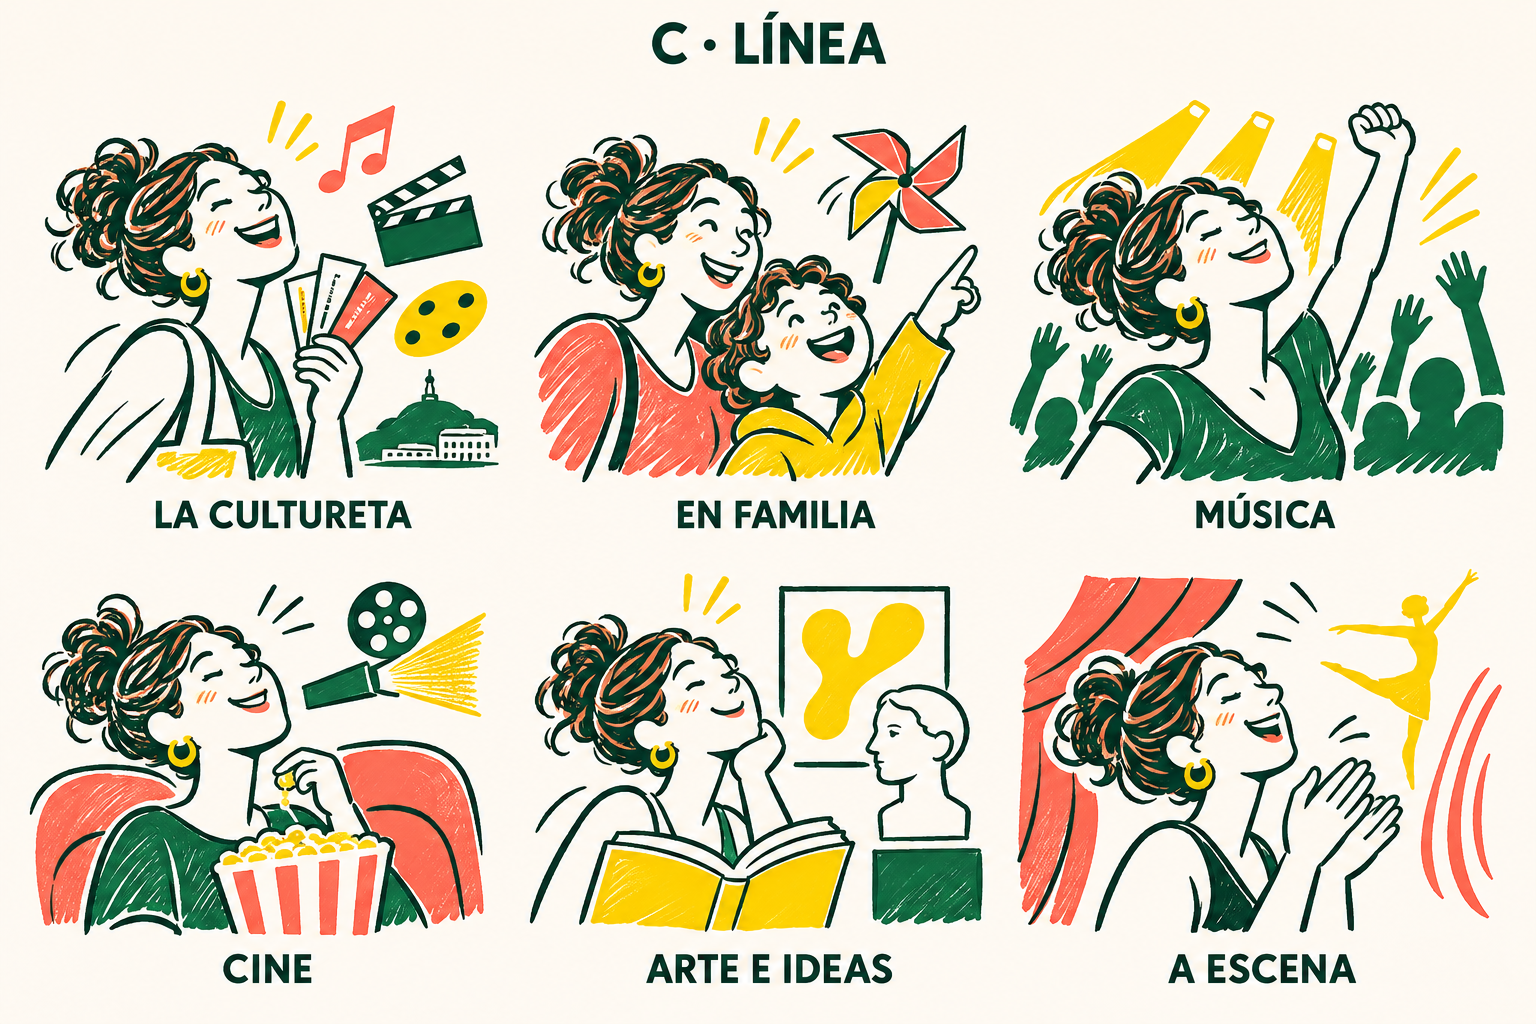 C • LÍNEA
LA CULTURETA
EN FAMILIA
MÚSICA
CINE
ARTE E IDEAS
A ESCENA